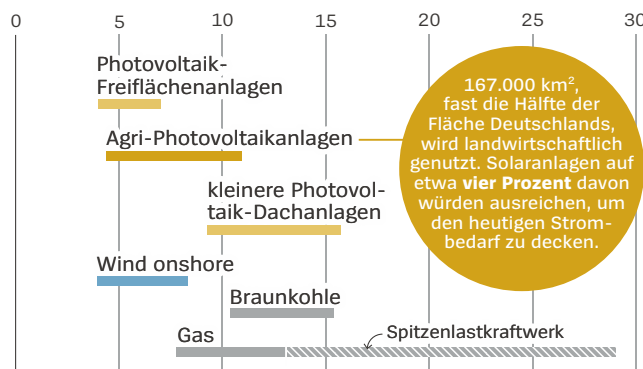 0 5 10 15 20 25 30
Photovoltaik-
Freiflächenanlagen
Agri-Photovoltaikanlagen
kleinere Photovol-
taik-Dachanlagen
Wind onshore
Braunkohle
Gas
Spitzenlastkraftwerk
167.000 km²,
fast die Hälfte der
Fläche Deutschlands,
wird landwirtschaftlich
genutzt. Solaranlagen auf
etwa vier Prozent davon
würden ausreichen, um
den heutigen Strom-
bedarf zu decken.